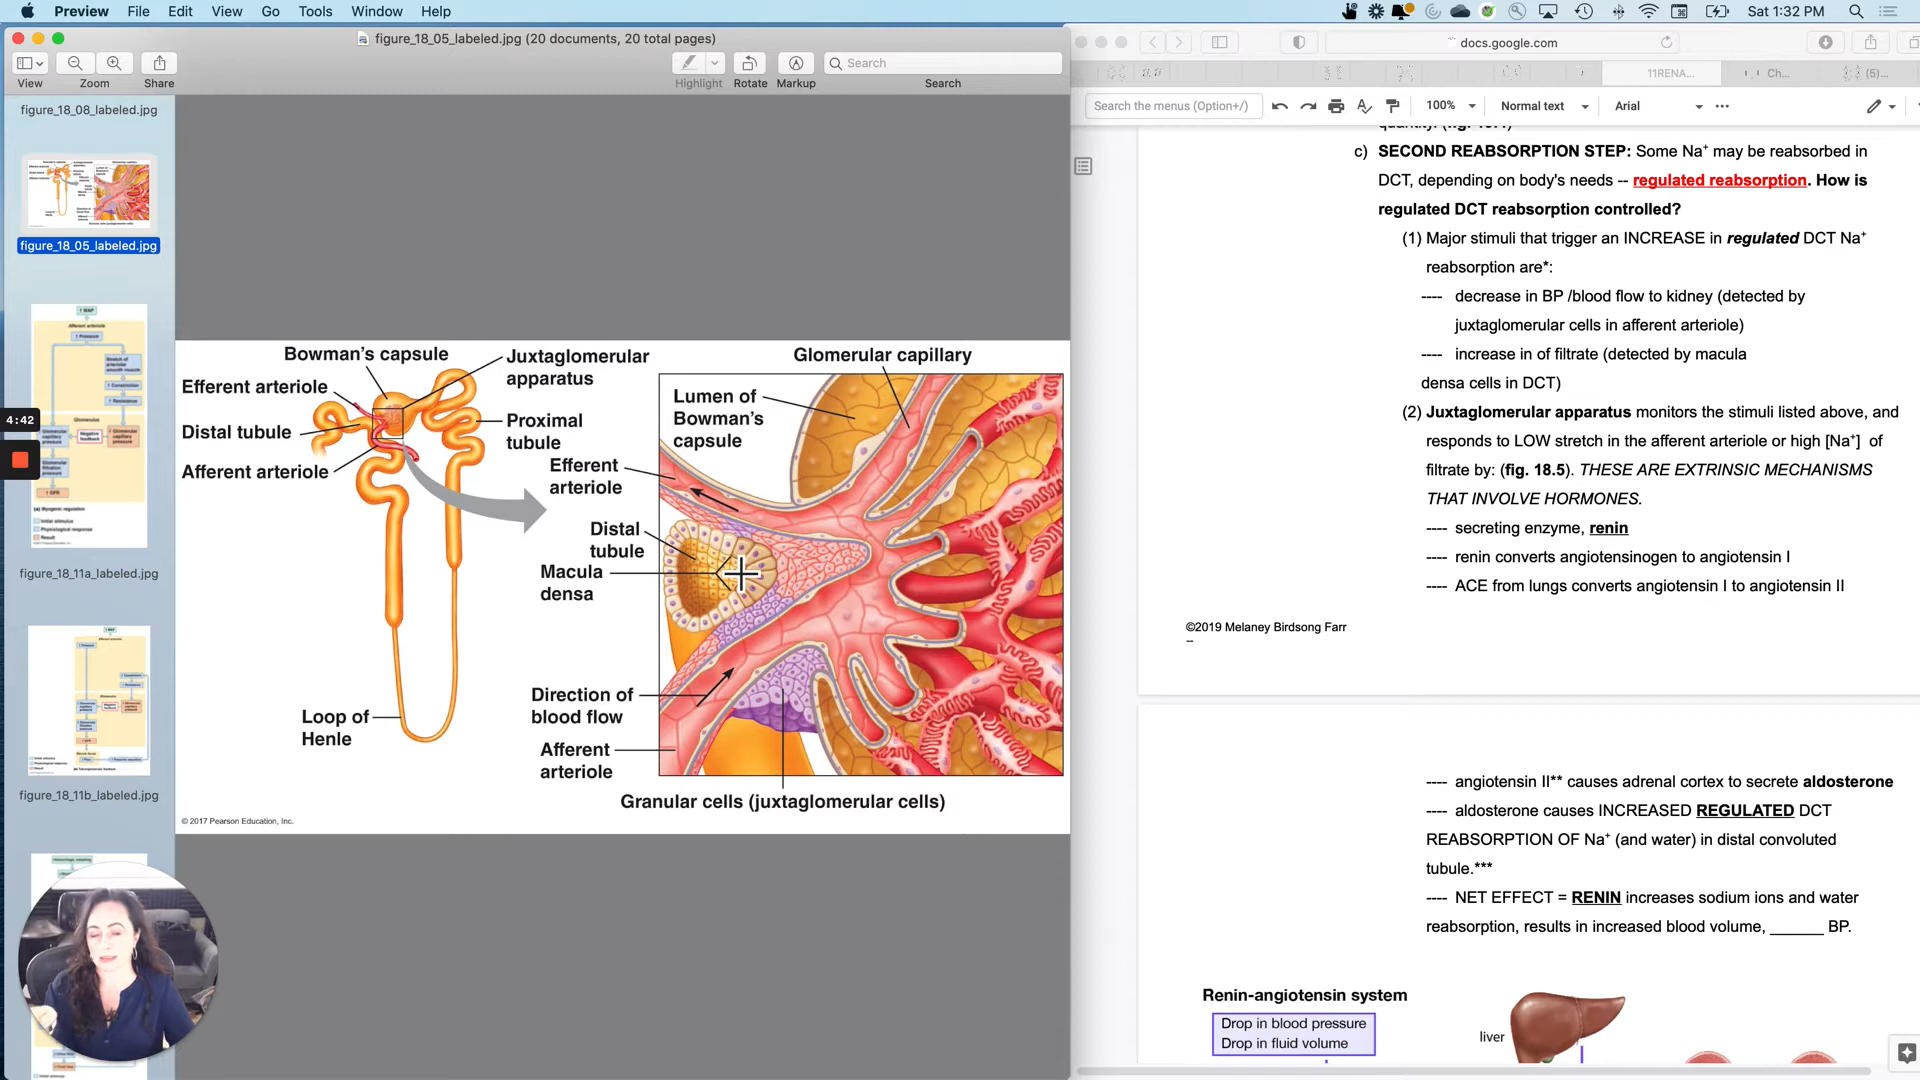 Preview File Edit View Go Tools Window Help
Sat 1:32 PM
figure_18_05_labeled.jpg (20 documents, 20 total pages)
View
Zoom
Share
Highlight
Rotate
Markup
Search
Search
figure_18_08_labeled.jpg
figure_18_05_labeled.jpg
figure_18_11a_labeled.jpg
figure_18_11b_labeled.jpg
4:42
Bowman's capsule
Juxtaglomerular
apparatus
Efferent arteriole
Distal tubule
Proximal
tubule
Afferent arteriole
Loop of
Henle
Glomerular capillary
Lumen of
Bowman's
capsule
Efferent
arteriole
Distal
tubule
Macula
densa
Direction of
blood flow
Afferent
arteriole
Granular cells (juxtaglomerular cells)
© 2017 Pearson Education, Inc.
docs.google.com
11RENA...
Ch...
(5)...
Search the menus (Option+/)
100%
Normal text
Arial
c) SECOND REABSORPTION STEP: Some Na⁺ may be reabsorbed in
DCT, depending on body's needs -- regulated reabsorption. How is
regulated DCT reabsorption controlled?
(1) Major stimuli that trigger an INCREASE in regulated DCT Na⁺
reabsorption are*:
---- decrease in BP /blood flow to kidney (detected by
juxtaglomerular cells in afferent arteriole)
---- increase in of filtrate (detected by macula
densa cells in DCT)
(2) Juxtaglomerular apparatus monitors the stimuli listed above, and
responds to LOW stretch in the afferent arteriole or high [Na⁺] of
filtrate by: (fig. 18.5). THESE ARE EXTRINSIC MECHANISMS
THAT INVOLVE HORMONES.
---- secreting enzyme, renin
---- renin converts angiotensinogen to angiotensin I
---- ACE from lungs converts angiotensin I to angiotensin II
©2019 Melaney Birdsong Farr
--
---- angiotensin II** causes adrenal cortex to secrete aldosterone
---- aldosterone causes INCREASED REGULATED DCT
REABSORPTION OF Na⁺ (and water) in distal convoluted
tubule.***
---- NET EFFECT = RENIN increases sodium ions and water
reabsorption, results in increased blood volume, ______ BP.
Renin-angiotensin system
Drop in blood pressure
Drop in fluid volume
liver